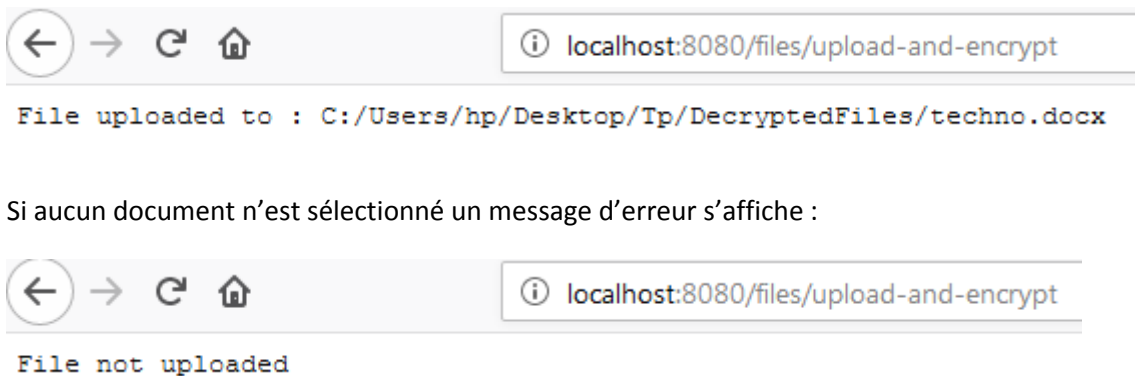 localhost:8080/files/upload-and-encrypt
File uploaded to : C:/Users/hp/Desktop/Tp/DecryptedFiles/techno.docx
Si aucun document n’est sélectionné un message d’erreur s’affiche :
localhost:8080/files/upload-and-encrypt
File not uploaded